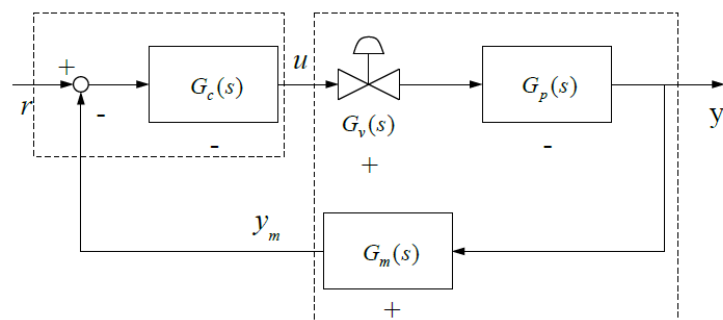 +
r
-
G_c(s)
-
u
G_v(s)
+
G_p(s)
-
y
y_m
G_m(s)
+